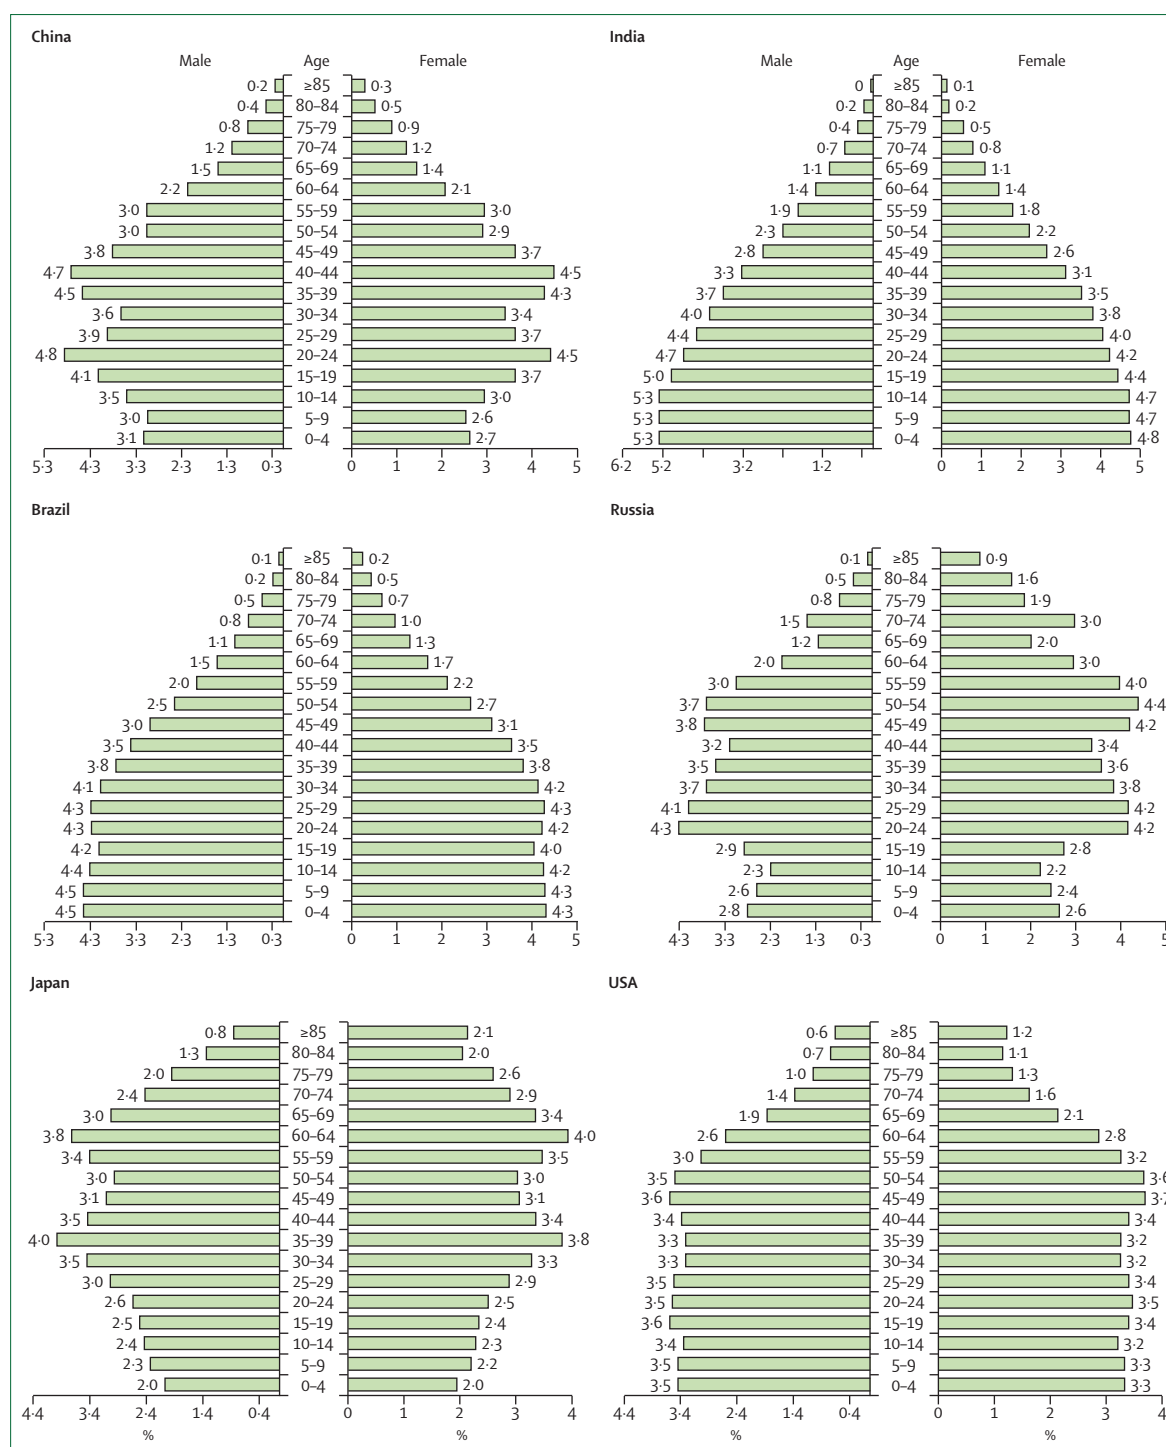 China
Male Age Female
0·2 ≥85 0·3
0·4 80–84 0·5
0·8 75–79 0·9
1·2 70–74 1·2
1·5 65–69 1·4
2·2 60–64 2·1
3·0 55–59 3·0
3·0 50–54 2·9
3·8 45–49 3·7
4·7 40–44 4·5
4·5 35–39 4·3
3·6 30–34 3·4
3·9 25–29 3·7
4·8 20–24 4·5
4·1 15–19 3·7
3·5 10–14 3·0
3·0 5–9 2·6
3·1 0–4 2·7
5·3 4·3 3·3 2·3 1·3 0·3 0 1 2 3 4 5
India
Male Age Female
0 ≥85 0·1
0·2 80–84 0·2
0·4 75–79 0·5
0·7 70–74 0·8
1·1 65–69 1·1
1·4 60–64 1·4
1·9 55–59 1·8
2·3 50–54 2·2
2·8 45–49 2·6
3·3 40–44 3·1
3·7 35–39 3·5
4·0 30–34 3·8
4·4 25–29 4·0
4·7 20–24 4·2
5·0 15–19 4·4
5·3 10–14 4·7
5·3 5–9 4·7
5·3 0–4 4·8
6·2 5·2 3·2 1·2 0 1 2 3 4 5
Brazil
0·1 ≥85 0·2
0·2 80–84 0·5
0·5 75–79 0·7
0·8 70–74 1·0
1·1 65–69 1·3
1·5 60–64 1·7
2·0 55–59 2·2
2·5 50–54 2·7
3·0 45–49 3·1
3·5 40–44 3·5
3·8 35–39 3·8
4·1 30–34 4·2
4·3 25–29 4·3
4·3 20–24 4·2
4·2 15–19 4·0
4·4 10–14 4·2
4·5 5–9 4·3
4·5 0–4 4·3
5·3 4·3 3·3 2·3 1·3 0·3 0 1 2 3 4 5
Russia
0·1 ≥85 0·9
0·5 80–84 1·6
0·8 75–79 1·9
1·5 70–74 3·0
1·2 65–69 2·0
2·0 60–64 3·0
3·0 55–59 4·0
3·7 50–54 4·4
3·8 45–49 4·2
3·2 40–44 3·4
3·5 35–39 3·6
3·7 30–34 3·8
4·1 25–29 4·2
4·3 20–24 4·2
2·9 15–19 2·8
2·3 10–14 2·2
2·6 5–9 2·4
2·8 0–4 2·6
4·3 3·3 2·3 1·3 0·3 0 1 2 3 4 5
Japan
0·8 ≥85 2·1
1·3 80–84 2·0
2·0 75–79 2·6
2·4 70–74 2·9
3·0 65–69 3·4
3·8 60–64 4·0
3·4 55–59 3·5
3·0 50–54 3·0
3·1 45–49 3·1
3·5 40–44 3·4
4·0 35–39 3·8
3·5 30–34 3·3
3·0 25–29 2·9
2·6 20–24 2·5
2·5 15–19 2·4
2·4 10–14 2·3
2·3 5–9 2·2
2·0 0–4 2·0
4·4 3·4 2·4 1·4 0·4 0 1 2 3 4
% %
USA
0·6 ≥85 1·2
0·7 80–84 1·1
1·0 75–79 1·3
1·4 70–74 1·6
1·9 65–69 2·1
2·6 60–64 2·8
3·0 55–59 3·2
3·5 50–54 3·6
3·6 45–49 3·7
3·4 40–44 3·4
3·3 35–39 3·2
3·3 30–34 3·2
3·5 25–29 3·4
3·5 20–24 3·5
3·6 15–19 3·4
3·4 10–14 3·2
3·5 5–9 3·3
3·5 0–4 3·3
4·4 3·4 2·4 1·4 0·4 0 1 2 3 4
% %